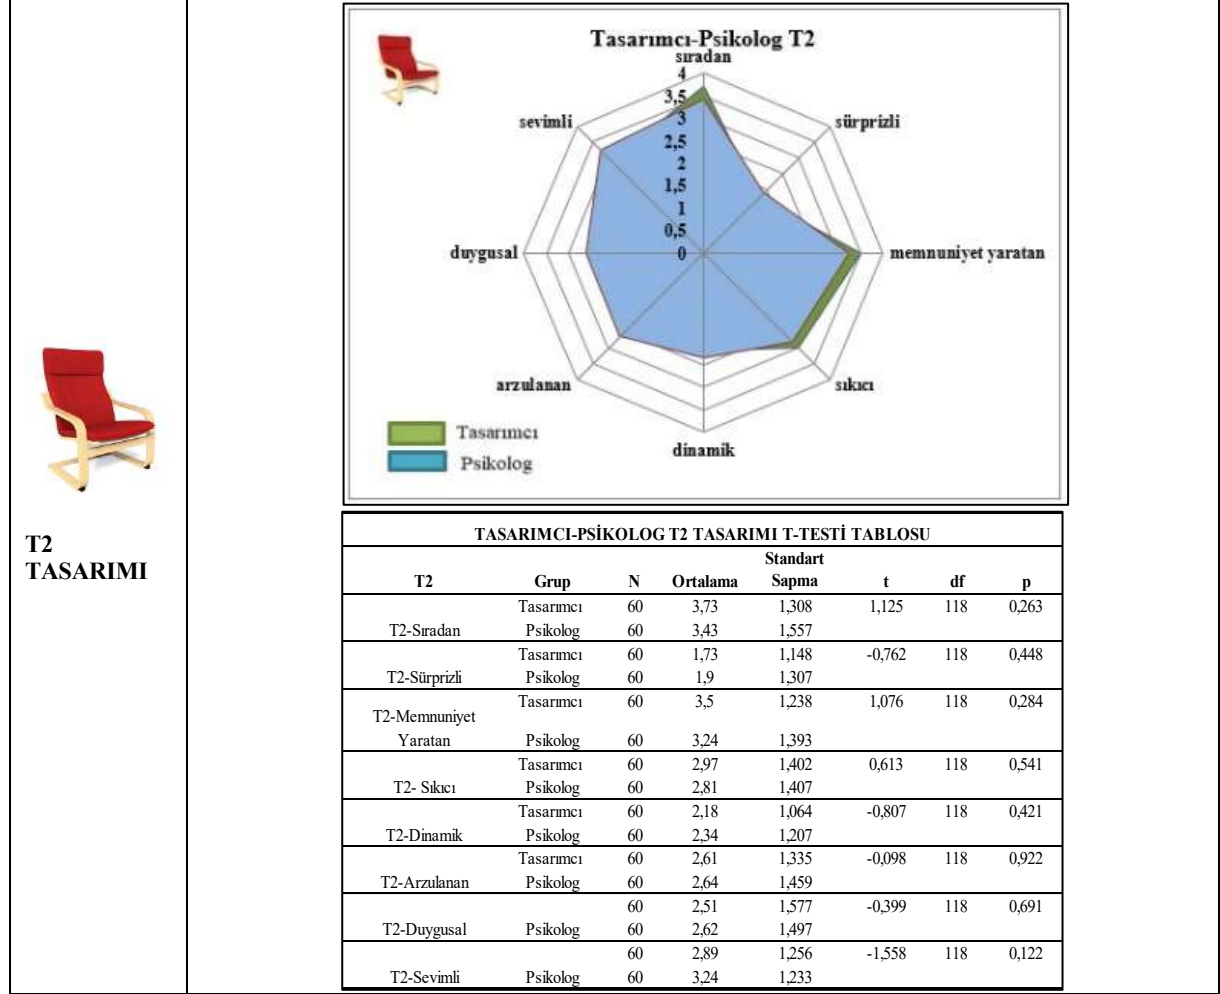 Tasarımcı-Psikolog T2
sıradan
4
3,5
3
2,5
2
1,5
1
0,5
0
sürprizli
memnuniyet yaratan
sıkıcı
dinamik
arzulanan
duygusal
sevimli
Tasarımcı
Psikolog
T2
TASARIMI
TASARIMCI-PSİKOLOG T2 TASARIMI T-TESTİ TABLOSU
T2 Grup N Ortalama Standart Sapma t df p
Tasarımcı 60 3,73 1,308 1,125 118 0,263
T2-Sıradan Psikolog 60 3,43 1,557
Tasarımcı 60 1,73 1,148 -0,762 118 0,448
T2-Sürprizli Psikolog 60 1,9 1,307
Tasarımcı 60 3,5 1,238 1,076 118 0,284
T2-Memnuniyet
Yaratan Psikolog 60 3,24 1,393
Tasarımcı 60 2,97 1,402 0,613 118 0,541
T2- Sıkıcı Psikolog 60 2,81 1,407
Tasarımcı 60 2,18 1,064 -0,807 118 0,421
T2-Dinamik Psikolog 60 2,34 1,207
Tasarımcı 60 2,61 1,335 -0,098 118 0,922
T2-Arzulanan Psikolog 60 2,64 1,459
60 2,51 1,577 -0,399 118 0,691
T2-Duygusal Psikolog 60 2,62 1,497
60 2,89 1,256 -1,558 118 0,122
T2-Sevimli Psikolog 60 3,24 1,233